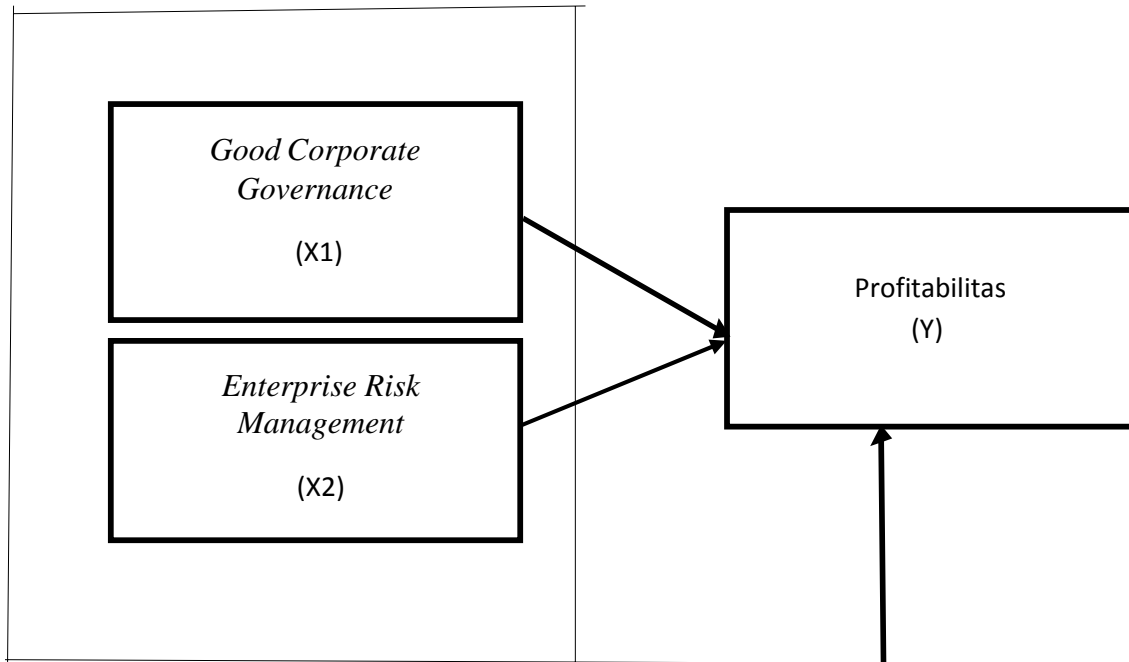 Good Corporate
Governance
(X1)
Enterprise Risk
Management
(X2)
Profitabilitas
(Y)